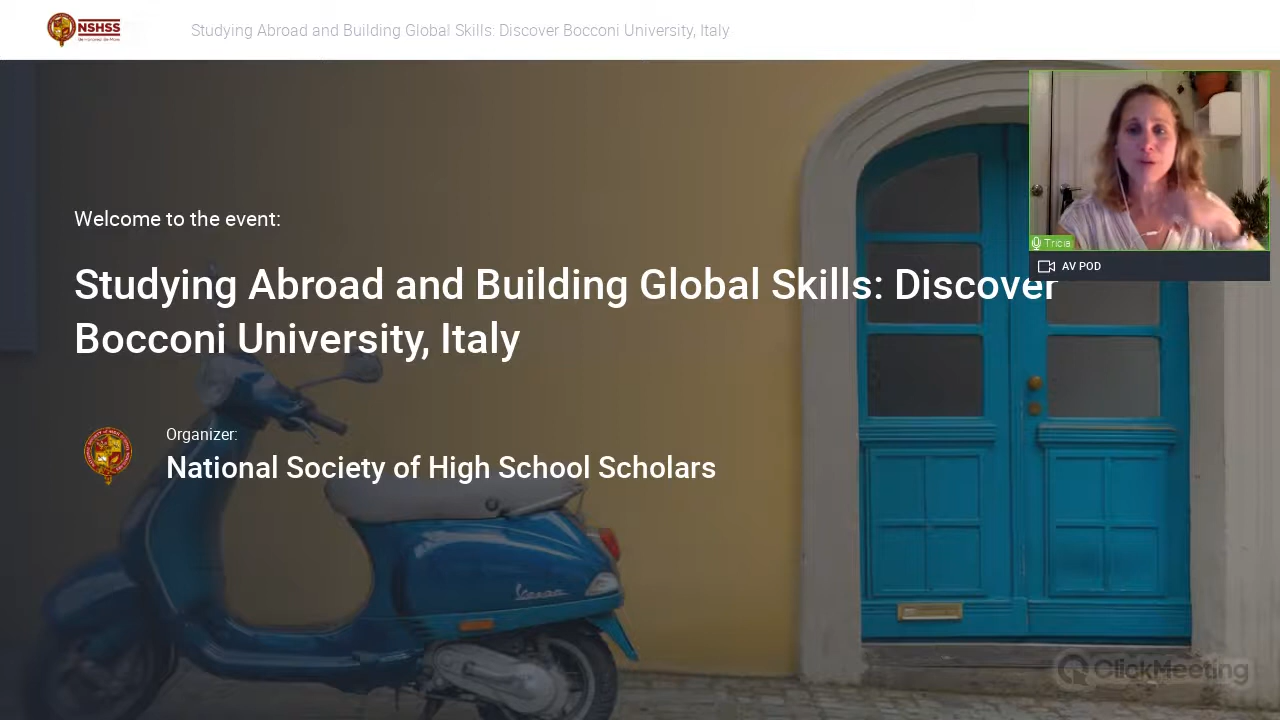 NSHSS
Studying Abroad and Building Global Skills: Discover Bocconi University, Italy
Welcome to the event:
Studying Abroad and Building Global Skills: Discover
Bocconi University, Italy
Organizer:
National Society of High School Scholars
Tricia
AV POD
Vespa
ClickMeeting